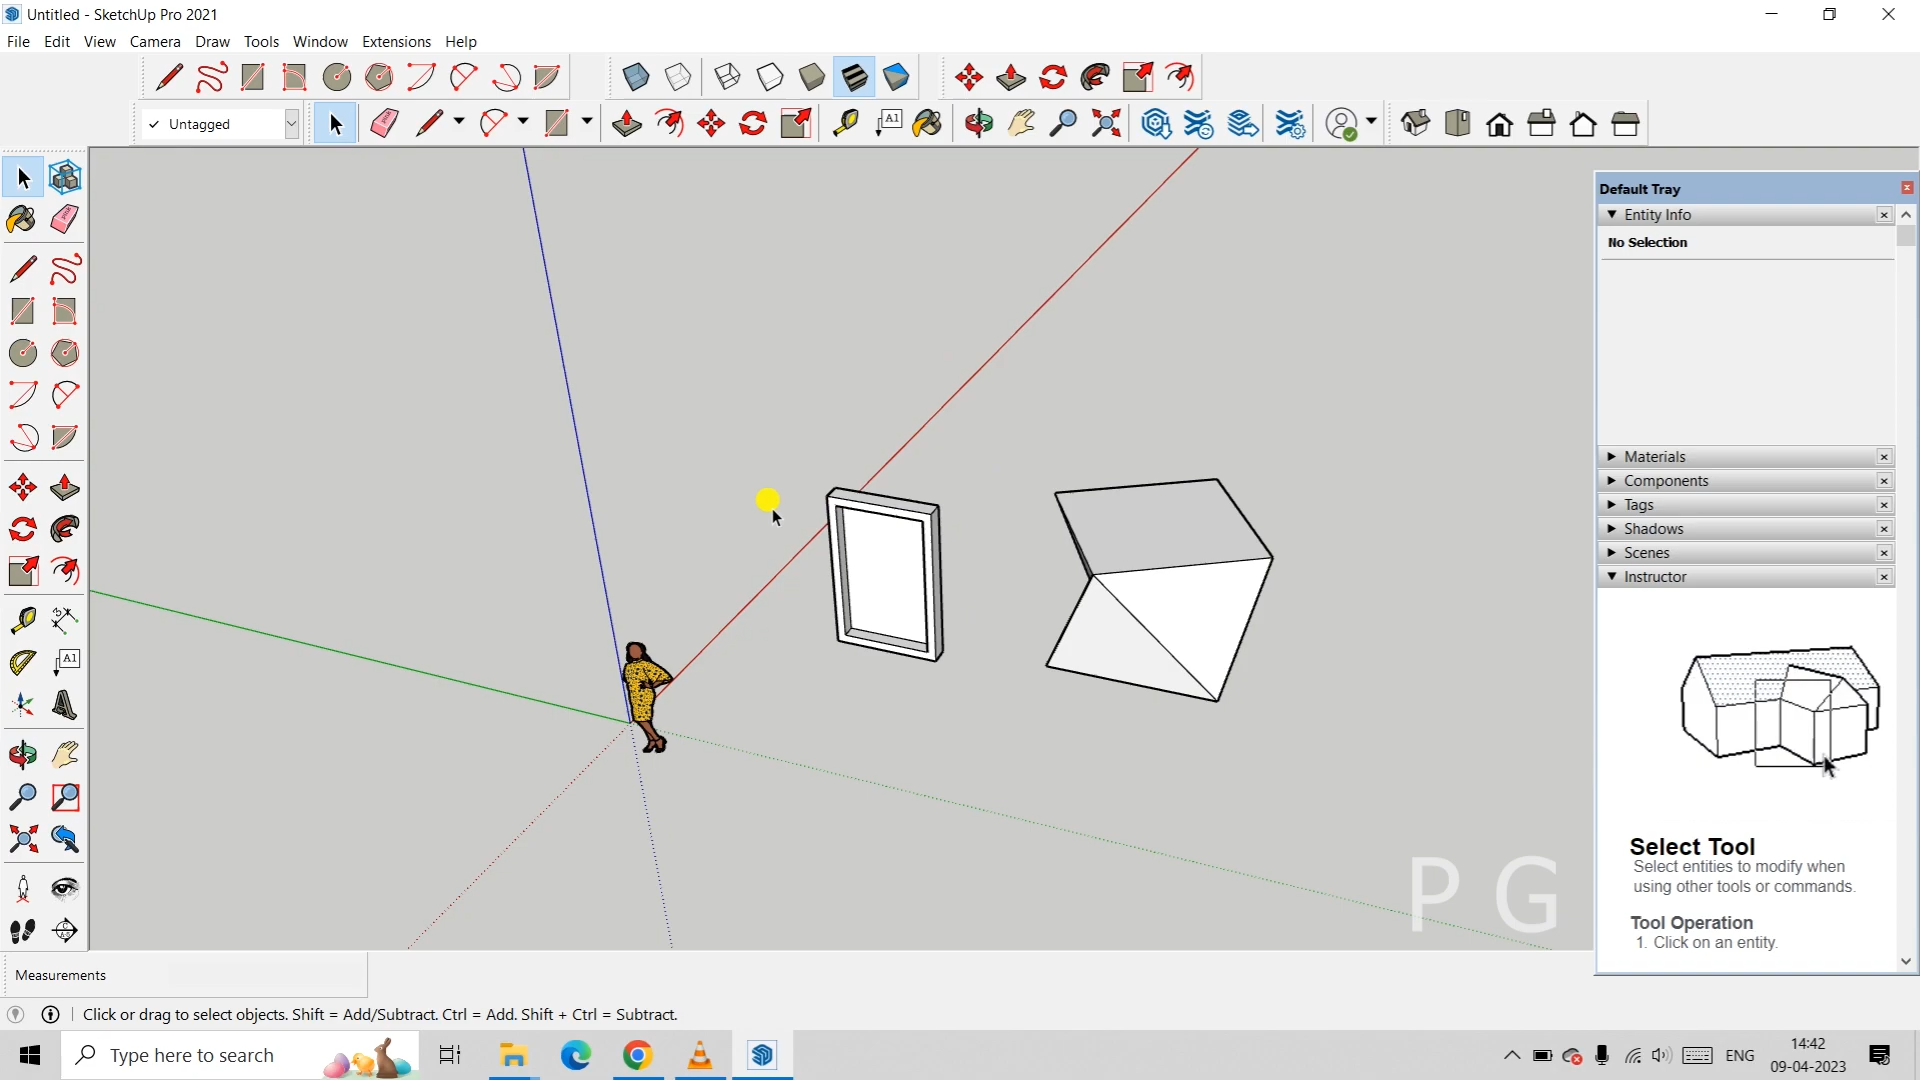 Untitled - SketchUp Pro 2021
File Edit View Camera Draw Tools Window Extensions Help
✓ Untagged
A1
Default Tray
Entity Info
No Selection
A1
Materials
Components
Tags
Shadows
Scenes
Instructor
Select Tool
Select entities to modify when
using other tools or commands.
Tool Operation
1. Click on an entity.
P G
Measurements
Click or drag to select objects. Shift = Add/Subtract. Ctrl = Add. Shift + Ctrl = Subtract.
Type here to search
ENG
14:42
09-04-2023